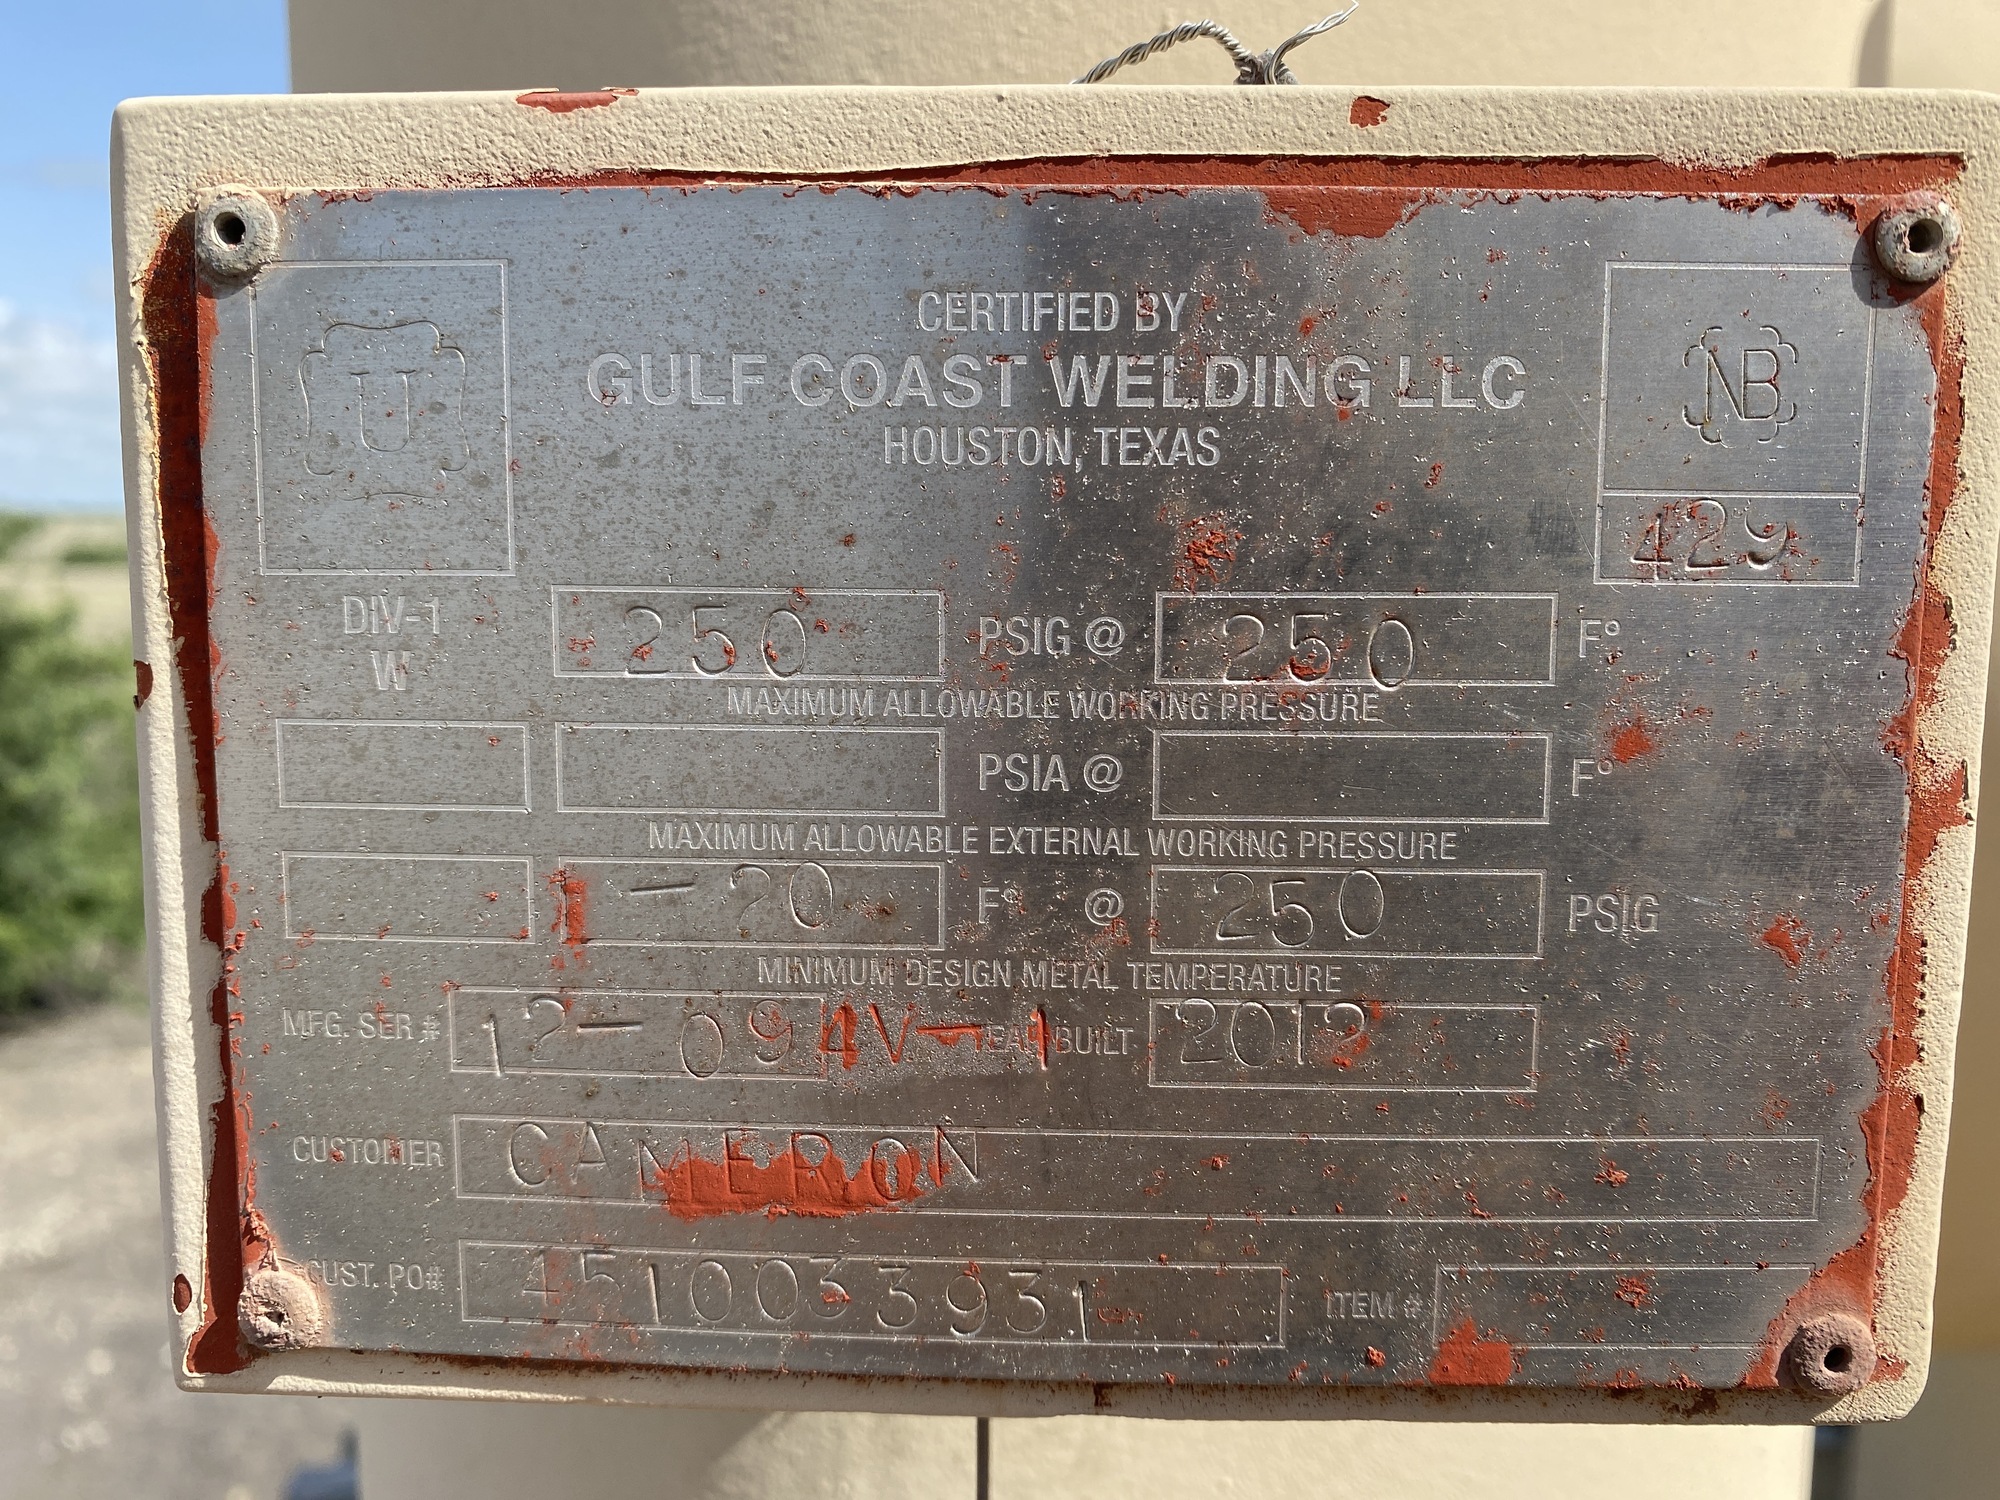 CERTIFIED BY
GULF COAST WELDING LLC
HOUSTON, TEXAS
U
NB
429
DIV-1
W
250 PSIG @ 250 F°
MAXIMUM ALLOWABLE WORKING PRESSURE
PSIA @ F°
MAXIMUM ALLOWABLE EXTERNAL WORKING PRESSURE
-20 F° @ 250 PSIG
MINIMUM DESIGN METAL TEMPERATURE
MFG. SER # 12-094V-1 YEAR BUILT 2012
CUSTOMER CAMERON
CUST. PO# 4510033931 ITEM #